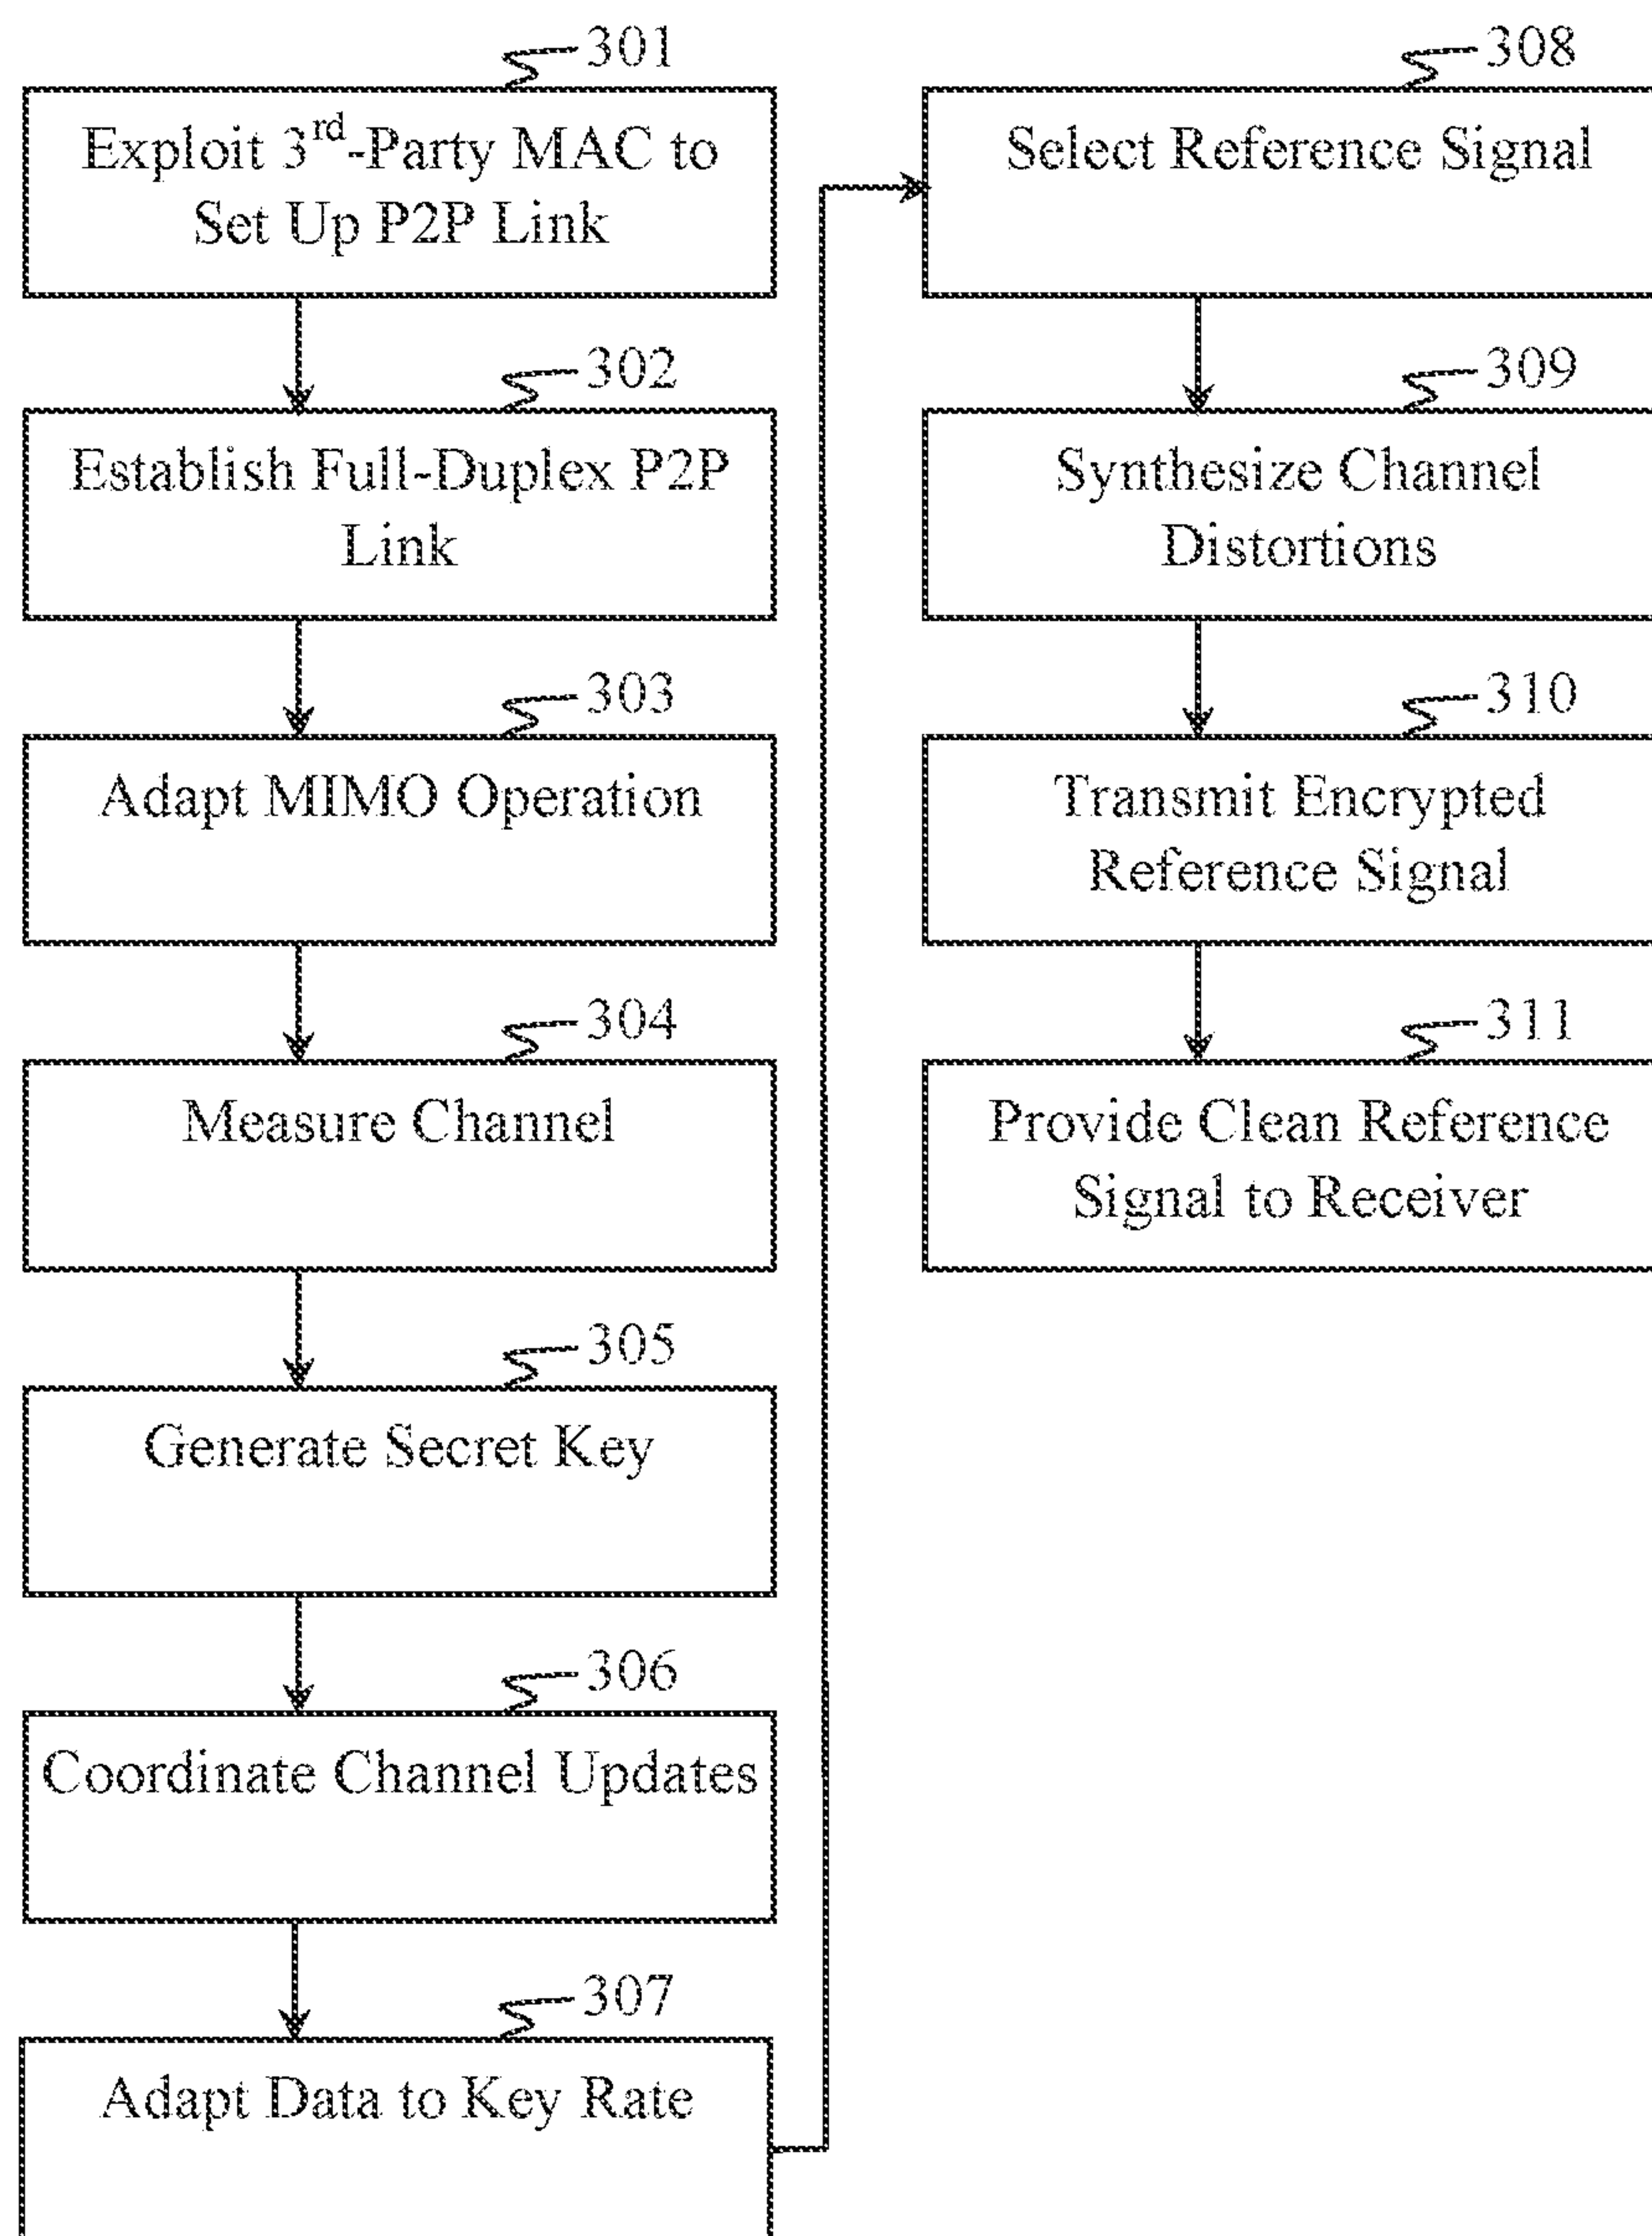 301
Exploit 3rd-Party MAC to
Set Up P2P Link
302
Establish Full-Duplex P2P
Link
303
Adapt MIMO Operation
304
Measure Channel
305
Generate Secret Key
306
Coordinate Channel Updates
307
Adapt Data to Key Rate
308
Select Reference Signal
309
Synthesize Channel
Distortions
310
Transmit Encrypted
Reference Signal
311
Provide Clean Reference
Signal to Receiver